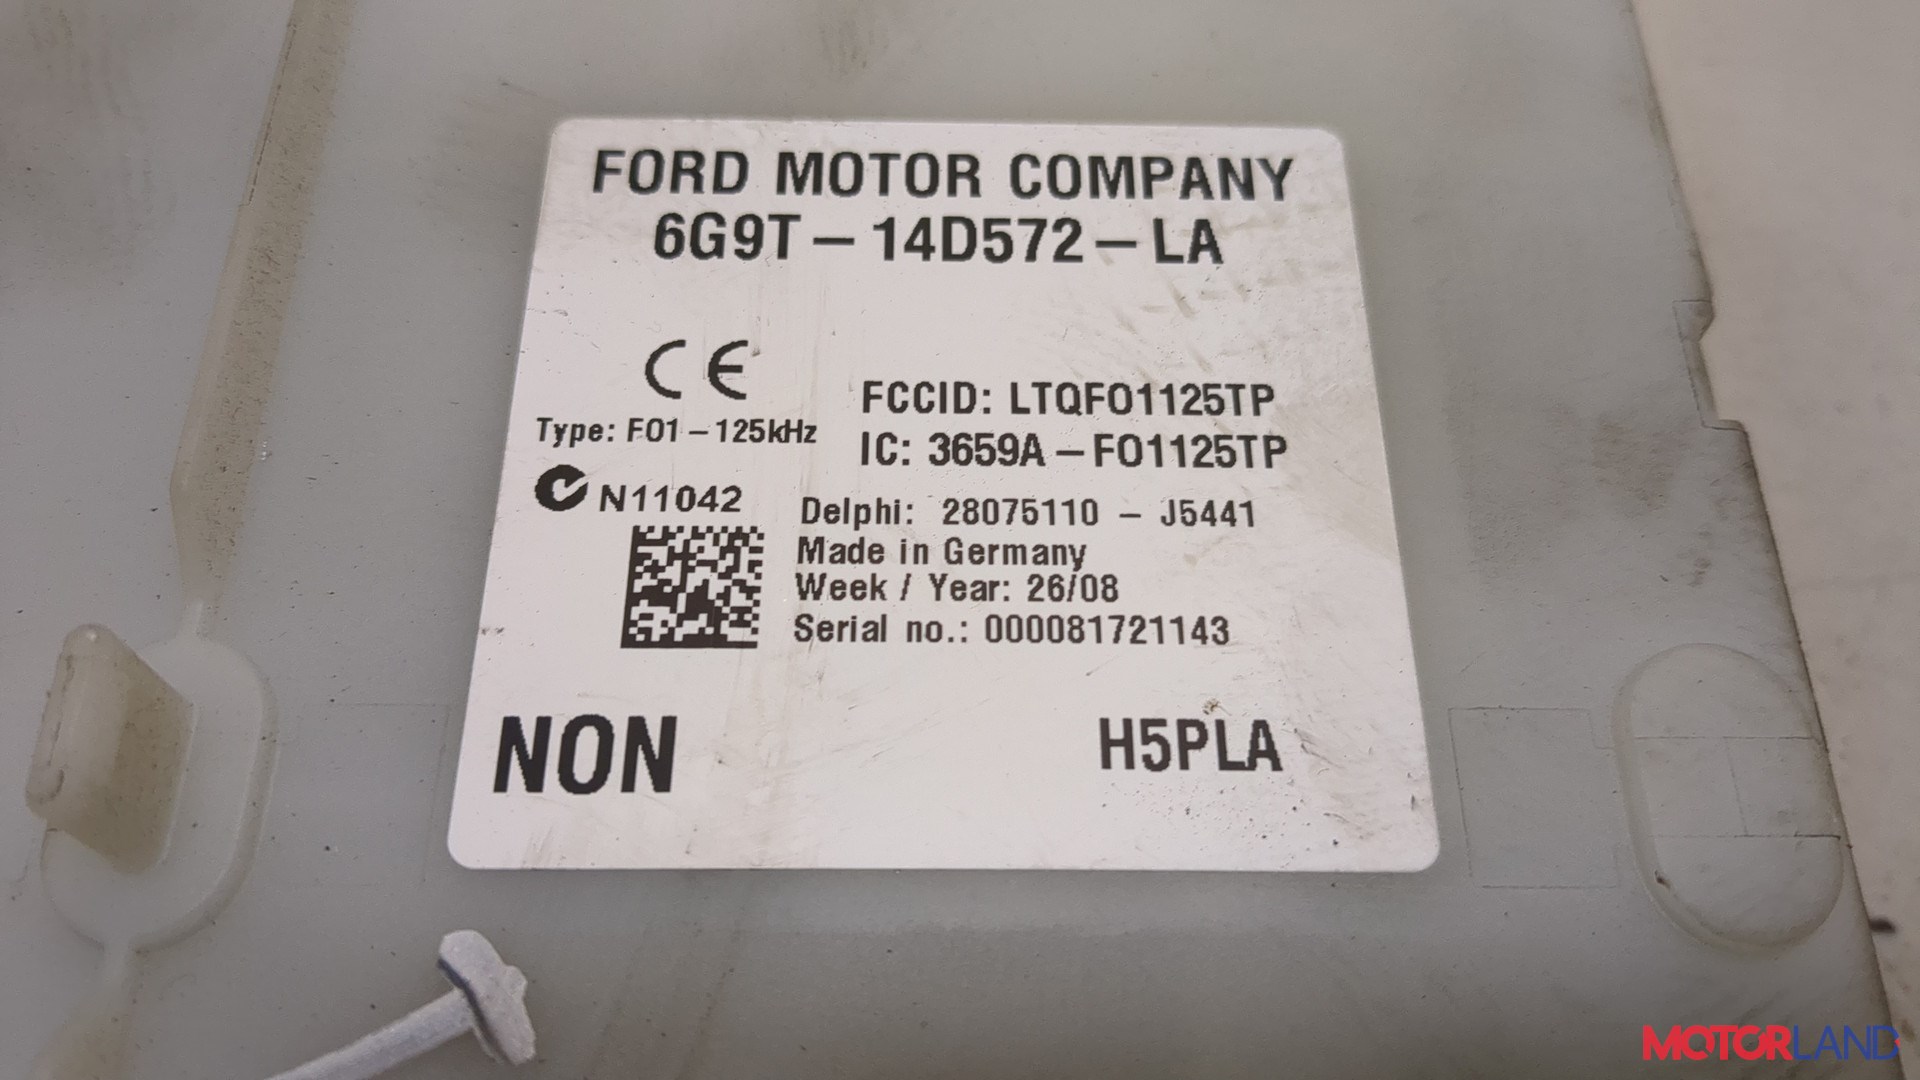 FORD MOTOR COMPANY
6G9T-14D572-LA
CE
Type: F01-125kHz
N11042
FCCID: LTQFO1125TP
IC: 3659A-FO1125TP
Delphi: 28075110 - J5441
Made in Germany
Week / Year: 26/08
Serial no.: 000081721143
NON
H5PLA
MOTORLAND